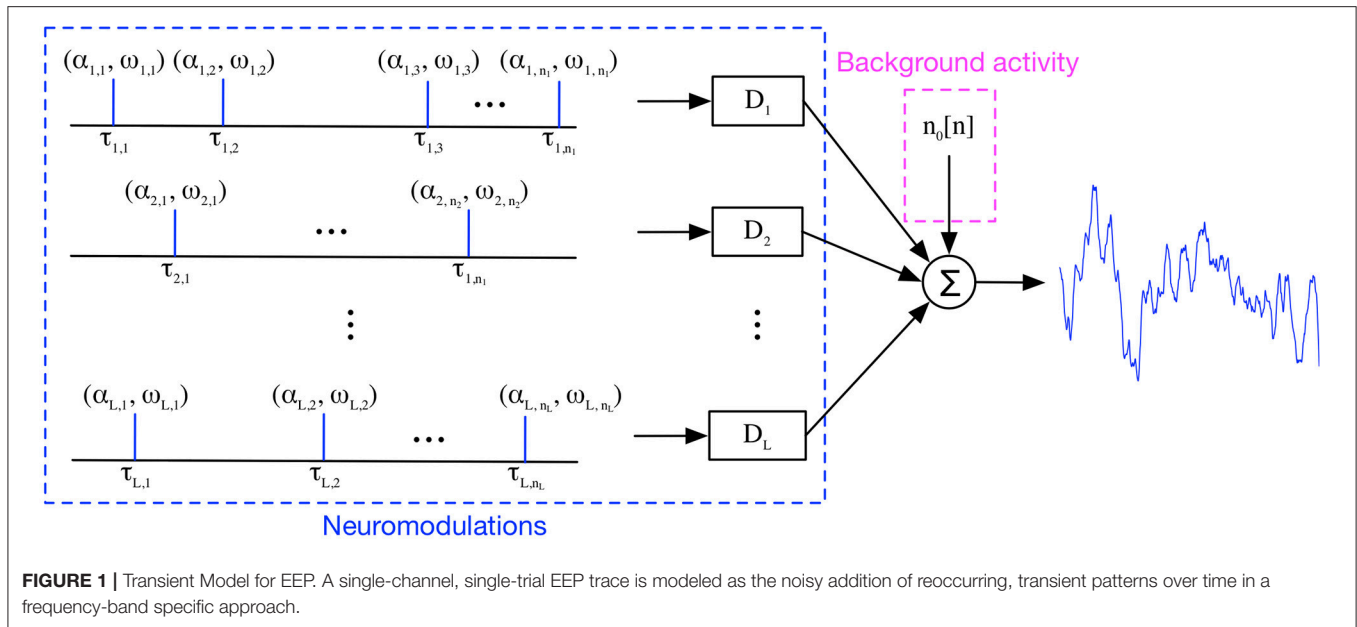 (α1,1, ω1,1) (α1,2, ω1,2) (α1,3, ω1,3) (α1, n1, ω1, n1)
...
τ1,1 τ1,2 τ1,3 τ1,n1
D1
Background activity
n0[n]
(α2,1, ω2,1) (α2, n2, ω2, n2)
...
τ2,1 τ1,n1
D2
Σ
(αL,1, ωL,1) (αL,2, ωL,2) (αL, nL, ωL, nL)
...
τL,1 τL,2 τL,nL
DL
Neuromodulations
FIGURE 1 | Transient Model for EEP. A single-channel, single-trial EEP trace is modeled as the noisy addition of reoccurring, transient patterns over time in a
frequency-band specific approach.